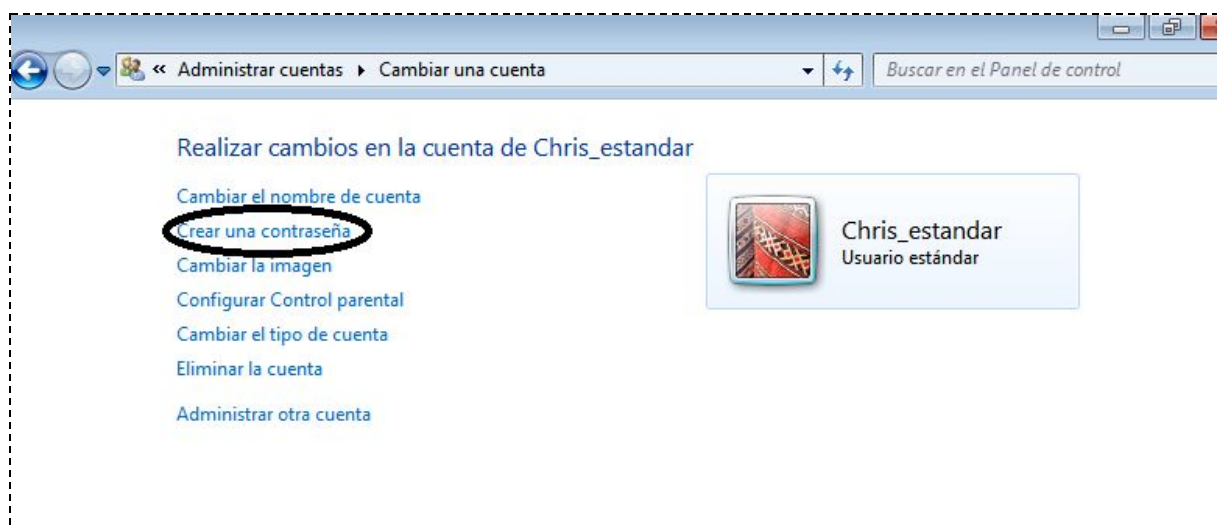 « Administrar cuentas ▸ Cambiar una cuenta
Buscar en el Panel de control
Realizar cambios en la cuenta de Chris_estandar
Cambiar el nombre de cuenta
Crear una contraseña
Cambiar la imagen
Configurar Control parental
Cambiar el tipo de cuenta
Eliminar la cuenta
Administrar otra cuenta
Chris_estandar
Usuario estándar